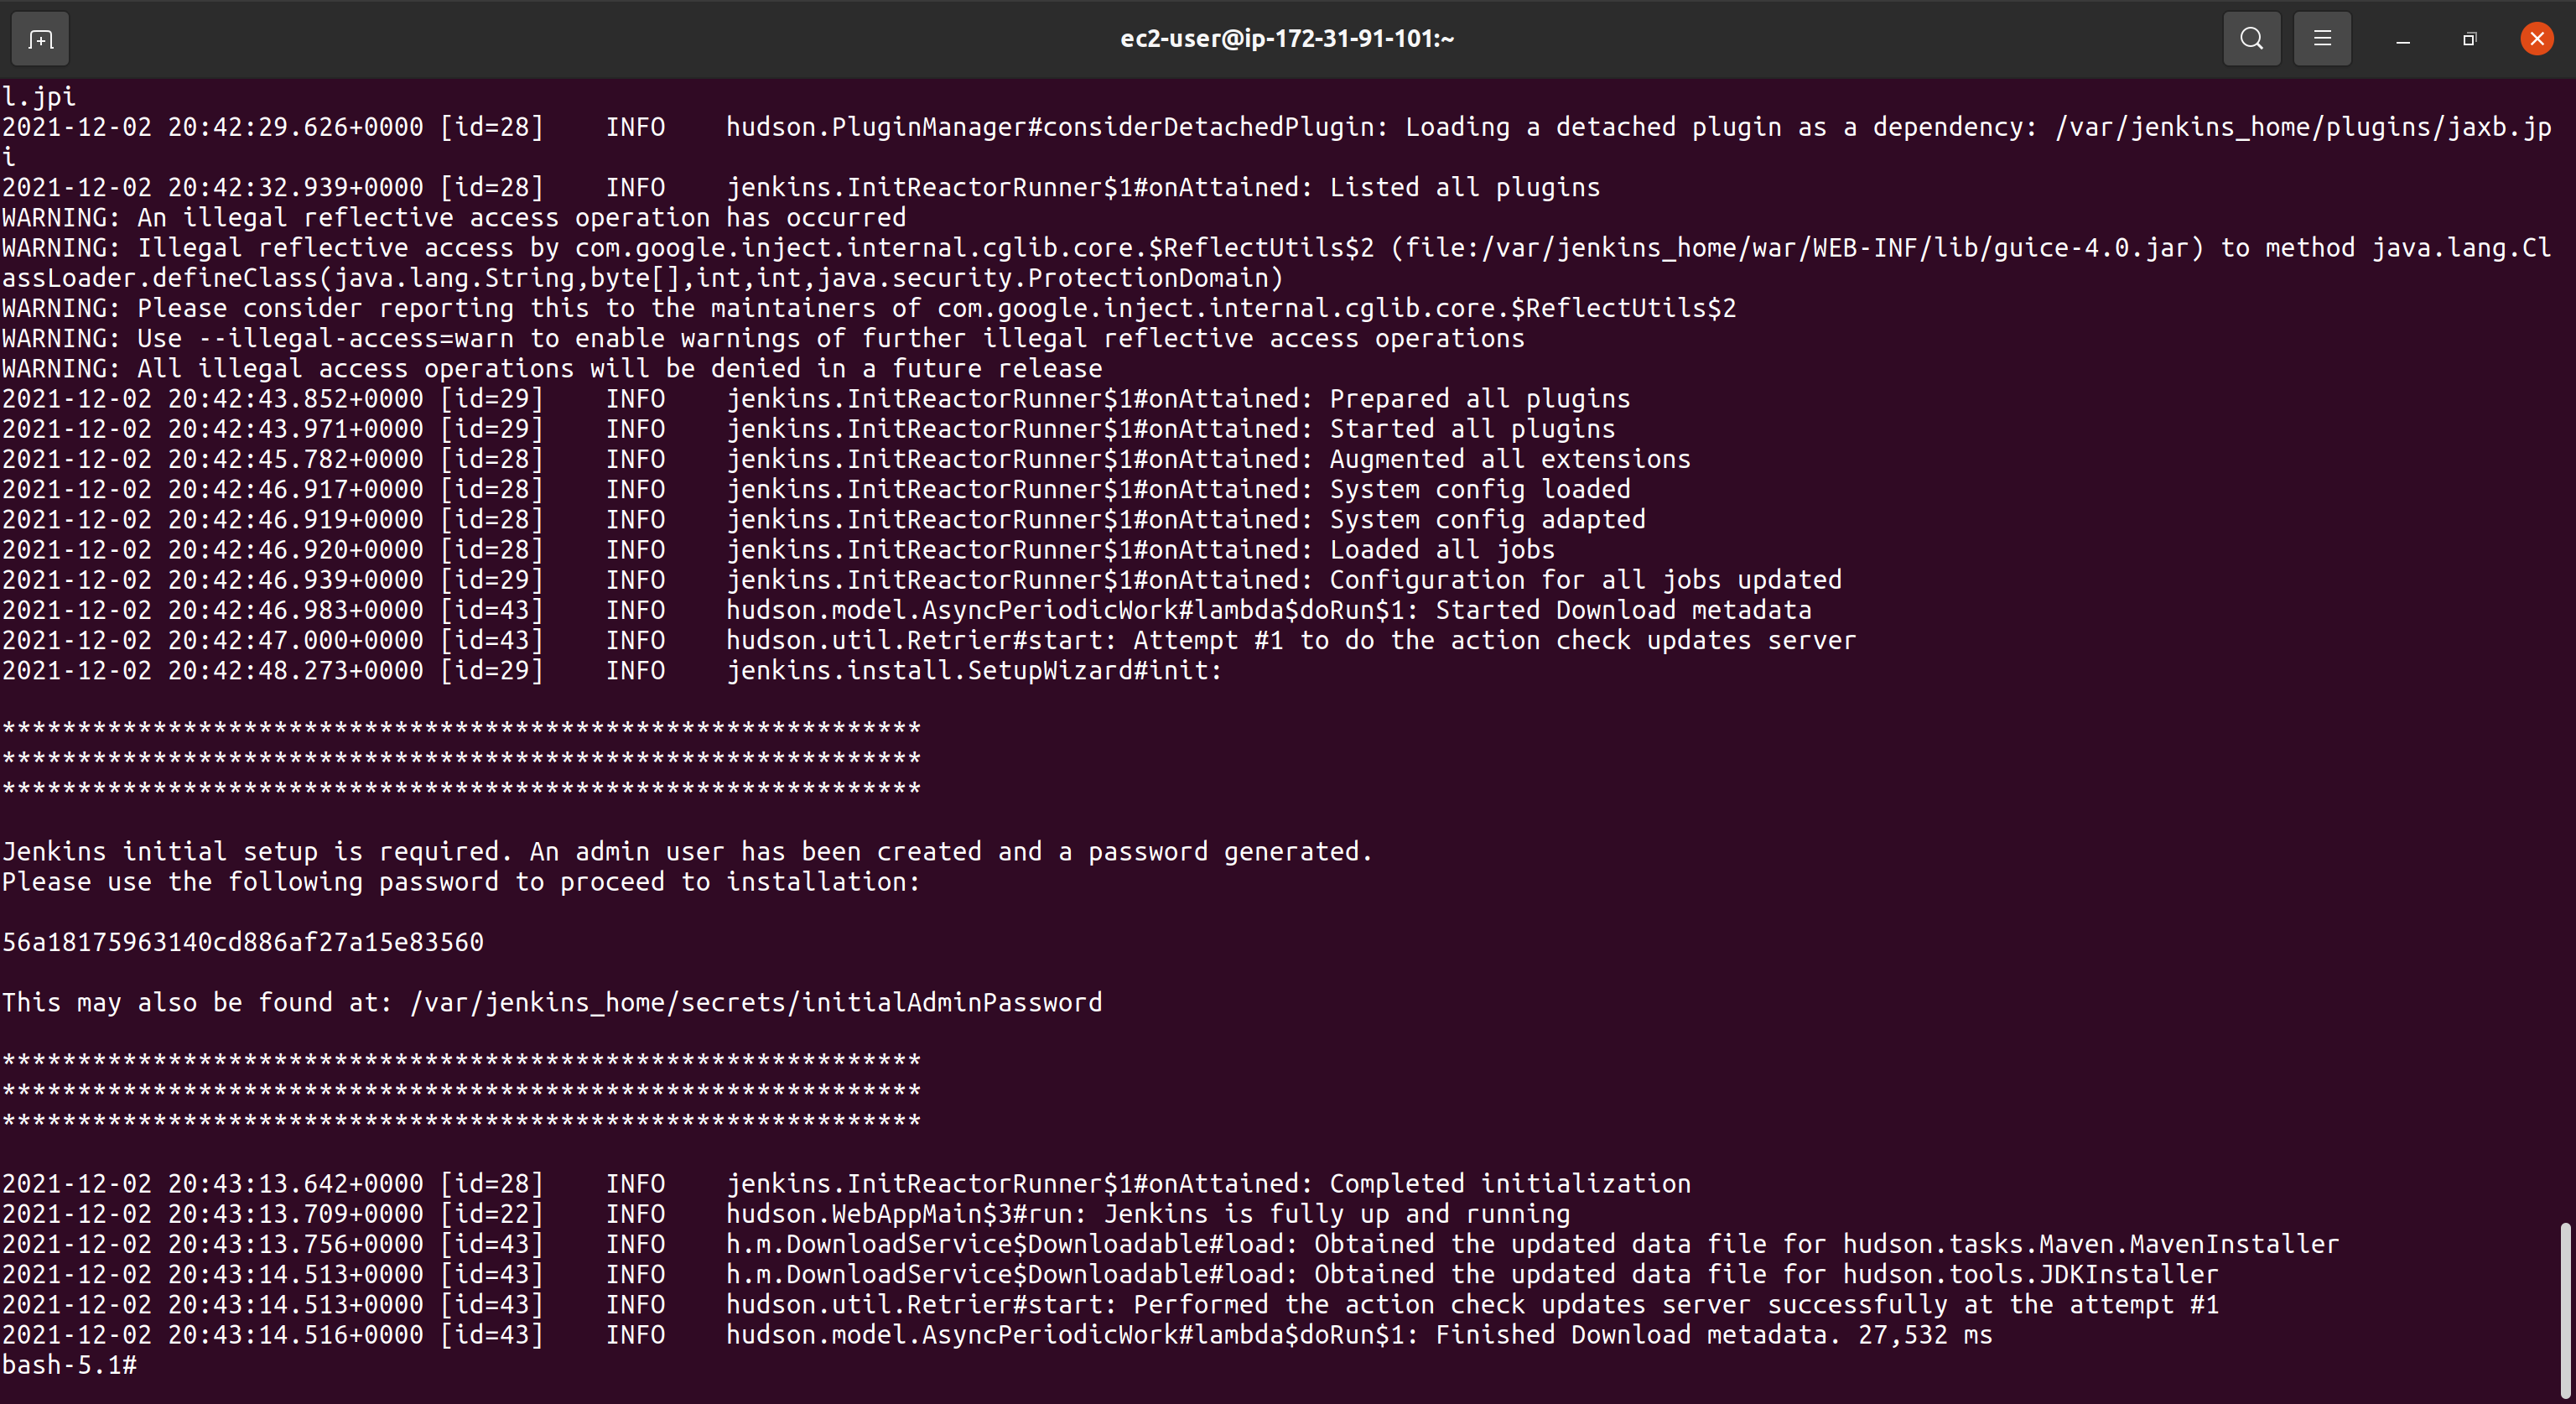 ec2-user@ip-172-31-91-101:~
l.jpi
2021-12-02 20:42:29.626+0000 [id=28]    INFO    hudson.PluginManager#considerDetachedPlugin: Loading a detached plugin as a dependency: /var/jenkins_home/plugins/jaxb.jp
i
2021-12-02 20:42:32.939+0000 [id=28]    INFO    jenkins.InitReactorRunner$1#onAttained: Listed all plugins
WARNING: An illegal reflective access operation has occurred
WARNING: Illegal reflective access by com.google.inject.internal.cglib.core.$ReflectUtils$2 (file:/var/jenkins_home/war/WEB-INF/lib/guice-4.0.jar) to method java.lang.Cl
assLoader.defineClass(java.lang.String,byte[],int,int,java.security.ProtectionDomain)
WARNING: Please consider reporting this to the maintainers of com.google.inject.internal.cglib.core.$ReflectUtils$2
WARNING: Use --illegal-access=warn to enable warnings of further illegal reflective access operations
WARNING: All illegal access operations will be denied in a future release
2021-12-02 20:42:43.852+0000 [id=29]    INFO    jenkins.InitReactorRunner$1#onAttained: Prepared all plugins
2021-12-02 20:42:43.971+0000 [id=29]    INFO    jenkins.InitReactorRunner$1#onAttained: Started all plugins
2021-12-02 20:42:45.782+0000 [id=28]    INFO    jenkins.InitReactorRunner$1#onAttained: Augmented all extensions
2021-12-02 20:42:46.917+0000 [id=28]    INFO    jenkins.InitReactorRunner$1#onAttained: System config loaded
2021-12-02 20:42:46.919+0000 [id=28]    INFO    jenkins.InitReactorRunner$1#onAttained: System config adapted
2021-12-02 20:42:46.920+0000 [id=28]    INFO    jenkins.InitReactorRunner$1#onAttained: Loaded all jobs
2021-12-02 20:42:46.939+0000 [id=29]    INFO    jenkins.InitReactorRunner$1#onAttained: Configuration for all jobs updated
2021-12-02 20:42:46.983+0000 [id=43]    INFO    hudson.model.AsyncPeriodicWork#lambda$doRun$1: Started Download metadata
2021-12-02 20:42:47.000+0000 [id=43]    INFO    hudson.util.Retrier#start: Attempt #1 to do the action check updates server
2021-12-02 20:42:48.273+0000 [id=29]    INFO    jenkins.install.SetupWizard#init:
*************************************************************
*************************************************************
*************************************************************
Jenkins initial setup is required. An admin user has been created and a password generated.
Please use the following password to proceed to installation:
56a18175963140cd886af27a15e83560
This may also be found at: /var/jenkins_home/secrets/initialAdminPassword
*************************************************************
*************************************************************
*************************************************************
2021-12-02 20:43:13.642+0000 [id=28]    INFO    jenkins.InitReactorRunner$1#onAttained: Completed initialization
2021-12-02 20:43:13.709+0000 [id=22]    INFO    hudson.WebAppMain$3#run: Jenkins is fully up and running
2021-12-02 20:43:13.756+0000 [id=43]    INFO    h.m.DownloadService$Downloadable#load: Obtained the updated data file for hudson.tasks.Maven.MavenInstaller
2021-12-02 20:43:14.513+0000 [id=43]    INFO    h.m.DownloadService$Downloadable#load: Obtained the updated data file for hudson.tools.JDKInstaller
2021-12-02 20:43:14.513+0000 [id=43]    INFO    hudson.util.Retrier#start: Performed the action check updates server successfully at the attempt #1
2021-12-02 20:43:14.516+0000 [id=43]    INFO    hudson.model.AsyncPeriodicWork#lambda$doRun$1: Finished Download metadata. 27,532 ms
bash-5.1#